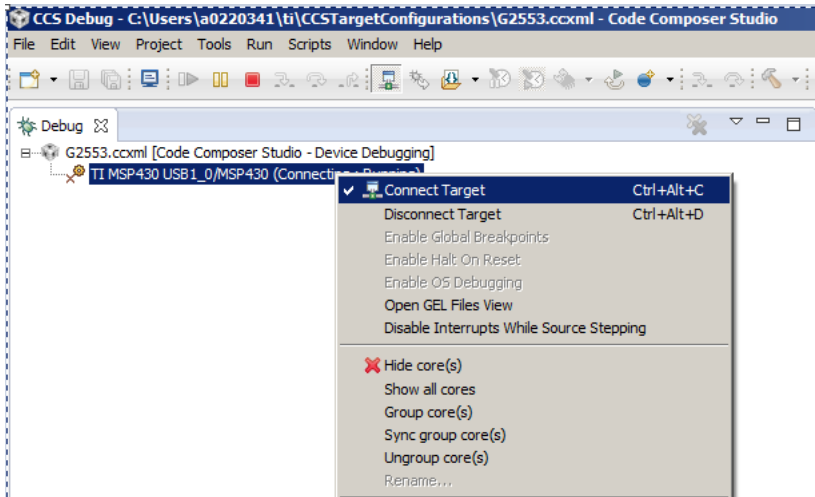 CCS Debug - C:\Users\a0220341\ti\CCSTargetConfigurations\G2553.ccxml - Code Composer Studio
File Edit View Project Tools Run Scripts Window Help
Debug
G2553.ccxml [Code Composer Studio - Device Debugging]
TI MSP430 USB1_0/MSP430 (Connecting : Running)
Connect Target Ctrl+Alt+C
Disconnect Target Ctrl+Alt+D
Enable Global Breakpoints
Enable Halt On Reset
Enable OS Debugging
Open GEL Files View
Disable Interrupts While Source Stepping
Hide core(s)
Show all cores
Group core(s)
Sync group core(s)
Ungroup core(s)
Rename...